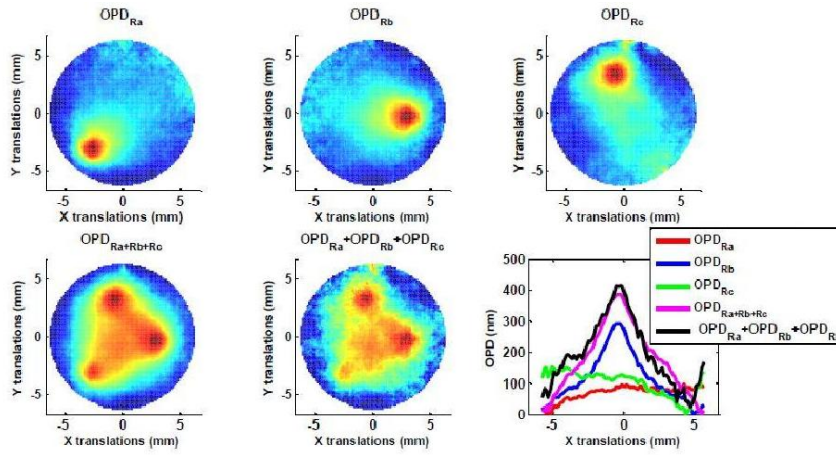 OPD_Ra
Y translations (mm)
5
0
-5
-5 0 5
X translations (mm)
OPD_Rb
Y translations (mm)
5
0
-5
-5 0 5
X translations (mm)
OPD_Rc
Y translations (mm)
5
0
-5
-5 0 5
X translations (mm)
OPD_Ra+Rb+Rc
Y translations (mm)
5
0
-5
-5 0 5
X translations (mm)
OPD_Ra+OPD_Rb+OPD_Rc
Y translations (mm)
5
0
-5
-5 0 5
X translations (mm)
OPD (nm)
500
400
300
200
100
0
-5 0 5
X translations (mm)
OPD_Ra
OPD_Rb
OPD_Rc
OPD_Ra+Rb+Rc
OPD_Ra+OPD_Rb+OPD_R